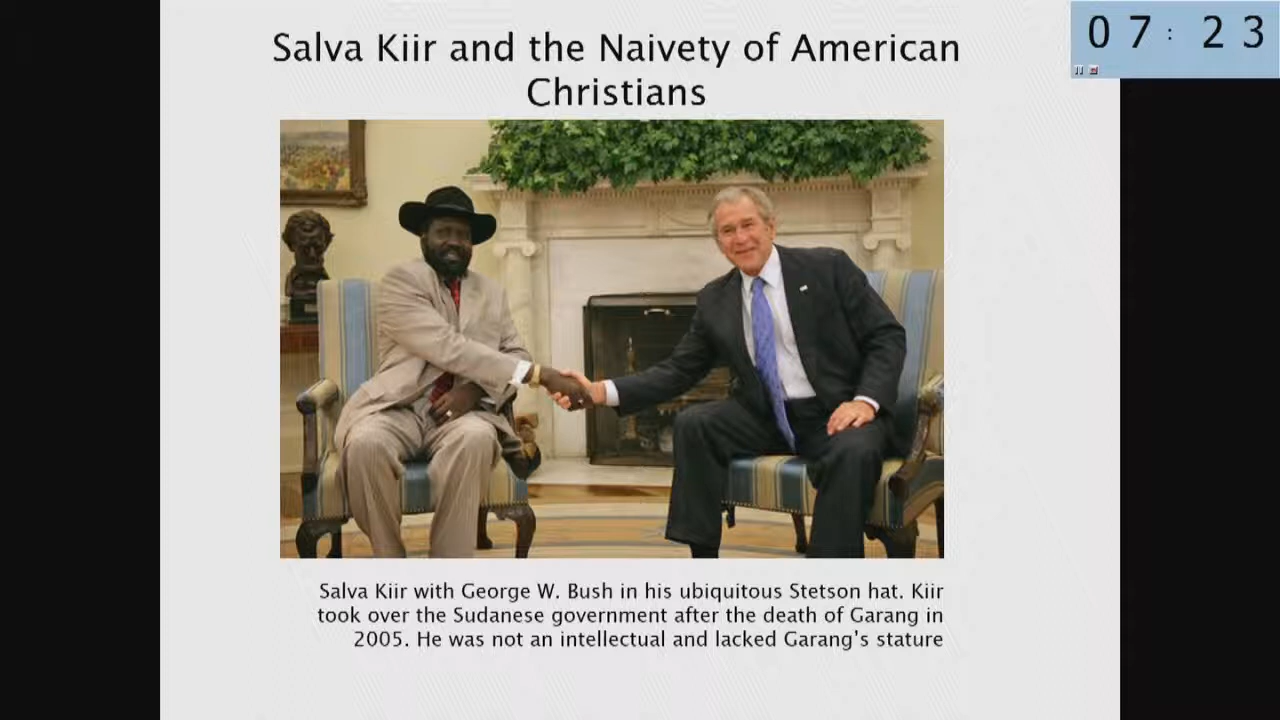 07:23
Salva Kiir and the Naivety of American
Christians
Salva Kiir with George W. Bush in his ubiquitous Stetson hat. Kiir
took over the Sudanese government after the death of Garang in
2005. He was not an intellectual and lacked Garang's stature